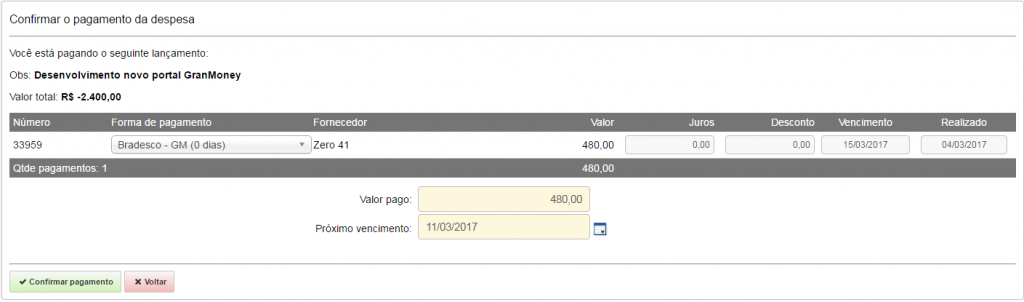 Confirmar o pagamento da despesa
Você está pagando o seguinte lançamento:
Obs: Desenvolvimento novo portal GranMoney
Valor total: R$ -2.400,00
Número Forma de pagamento Fornecedor Valor Juros Desconto Vencimento Realizado
33959 Bradesco - GM (0 dias) Zero 41 480,00 0,00 0,00 15/03/2017 04/03/2017
Qtde pagamentos: 1 480,00
Valor pago: 480,00
Próximo vencimento: 11/03/2017
Confirmar pagamento Voltar